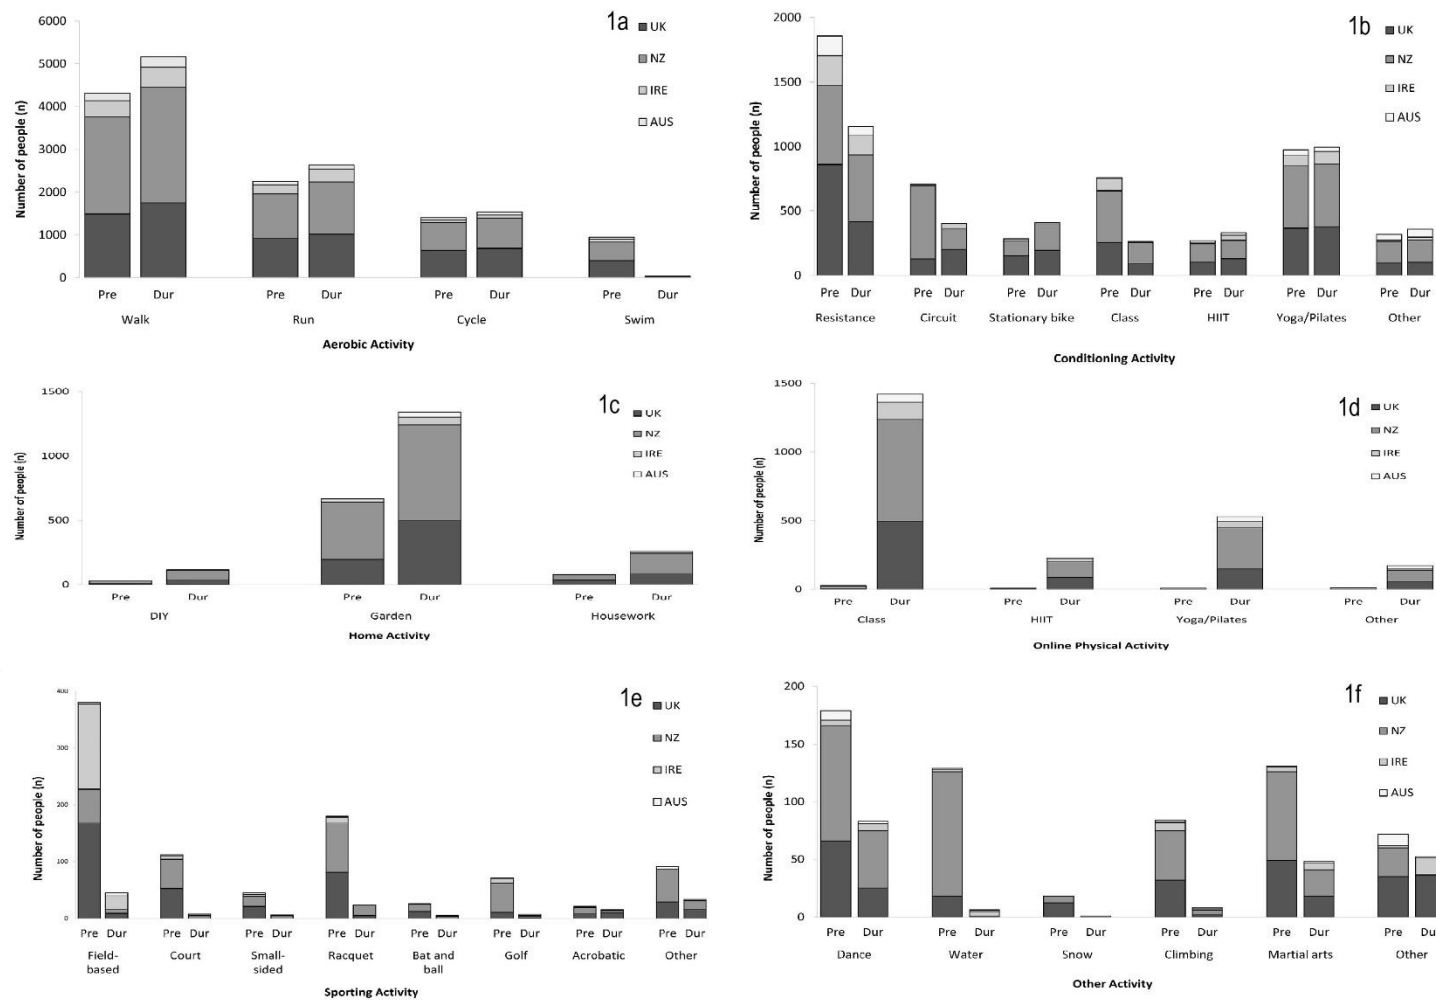 1a
6000
5000
4000
3000
2000
1000
0
Number of people (n)
UK
NZ
IRE
AUS
Pre Dur Pre Dur Pre Dur Pre Dur
Walk Run Cycle Swim
Aerobic Activity
1b
2000
1500
1000
500
0
Number of people (n)
UK
NZ
IRE
AUS
Pre Dur Pre Dur Pre Dur Pre Dur Pre Dur Pre Dur Pre Dur
Resistance Circuit Stationary bike Class HIIT Yoga/Pilates Other
Conditioning Activity
1c
1500
1000
500
0
Number of people (n)
UK
NZ
IRE
AUS
Pre Dur Pre Dur Pre Dur
DIY Garden Housework
Home Activity
1d
1500
1000
500
0
Number of people (n)
UK
NZ
IRE
AUS
Pre Dur Pre Dur Pre Dur Pre Dur
Class HIIT Yoga/Pilates Other
Online Physical Activity
1e
400
300
200
100
0
Number of people (n)
UK
NZ
IRE
AUS
Pre Dur Pre Dur Pre Dur Pre Dur Pre Dur Pre Dur Pre Dur Pre Dur
Field- Court Small- Racquet Bat and Golf Acrobatic Other
based sided ball
Sporting Activity
1f
200
150
100
50
0
Number of people (n)
UK
NZ
IRE
AUS
Pre Dur Pre Dur Pre Dur Pre Dur Pre Dur Pre Dur
Dance Water Snow Climbing Martial arts Other
Other Activity